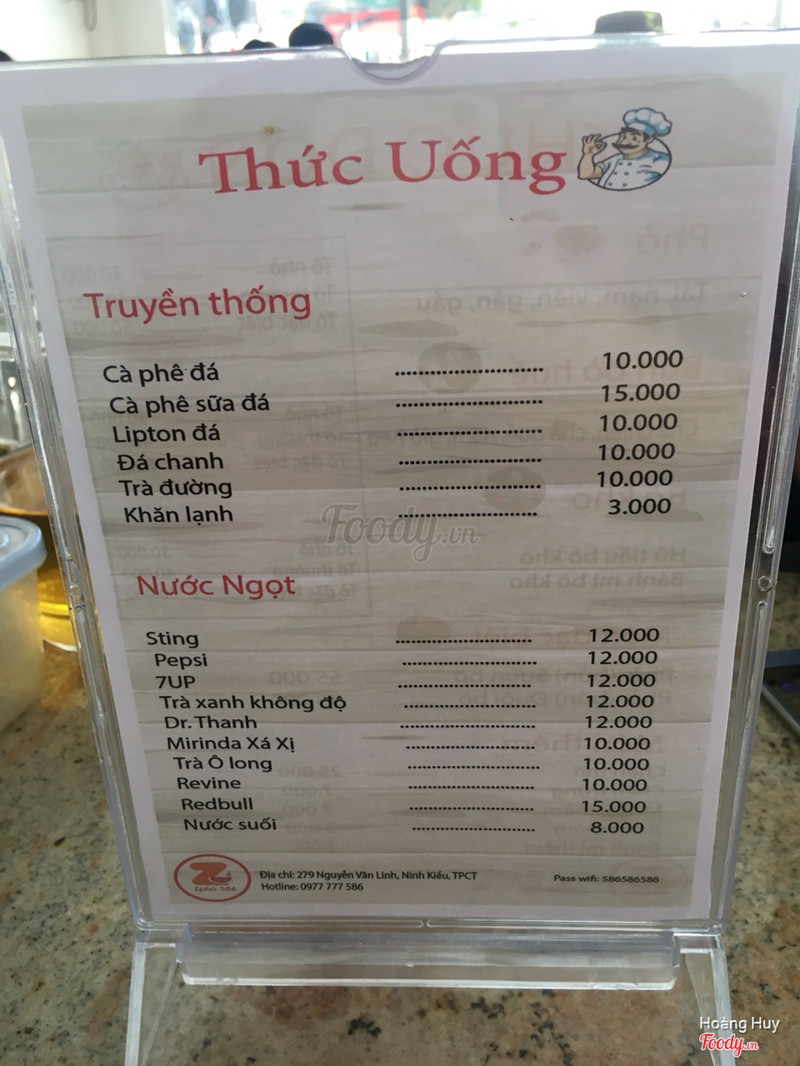 Thức Uống
Truyền thống
Cà phê đá ........................ 10.000
Cà phê sữa đá ........................ 15.000
Lipton đá ........................ 10.000
Đá chanh ........................ 10.000
Trà đường ........................ 10.000
Khăn lạnh ........................ 3.000
Foody.vn
Nước Ngọt
Sting ........................ 12.000
Pepsi ........................ 12.000
7UP ........................ 12.000
Trà xanh không độ ........................ 12.000
Dr. Thanh ........................ 12.000
Mirinda Xá Xị ........................ 10.000
Trà Ô long ........................ 10.000
Revine ........................ 10.000
Redbull ........................ 15.000
Nước suối ........................ 8.000
Địa chỉ: 279 Nguyễn Văn Linh, Ninh Kiều, TPCT
Hotline: 0977 777 586
Pass wifi: 586586586
Hoàng Huy
Foody.vn